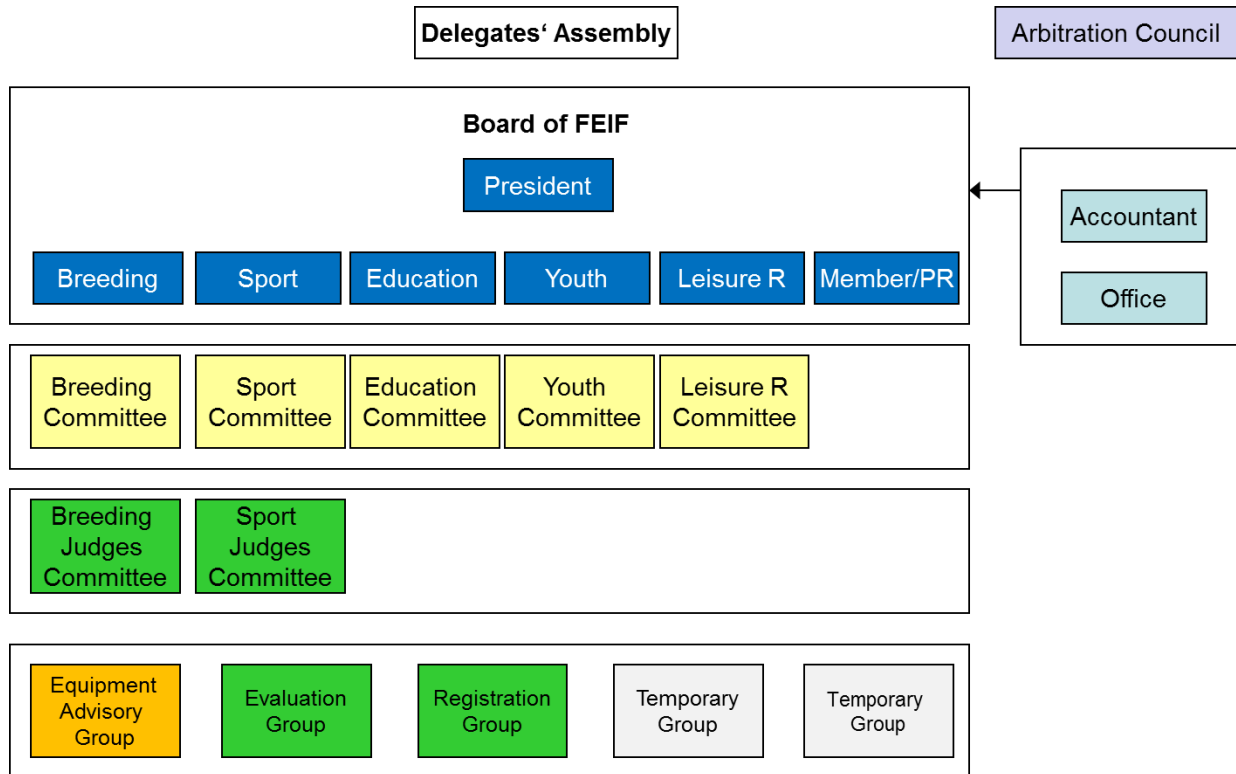 Delegates‘ Assembly
Arbitration Council
Board of FEIF
President
Breeding
Sport
Education
Youth
Leisure R
Member/PR
Accountant
Office
Breeding
Committee
Sport
Committee
Education
Committee
Youth
Committee
Leisure R
Committee
Breeding
Judges
Committee
Sport
Judges
Committee
Equipment
Advisory
Group
Evaluation
Group
Registration
Group
Temporary
Group
Temporary
Group